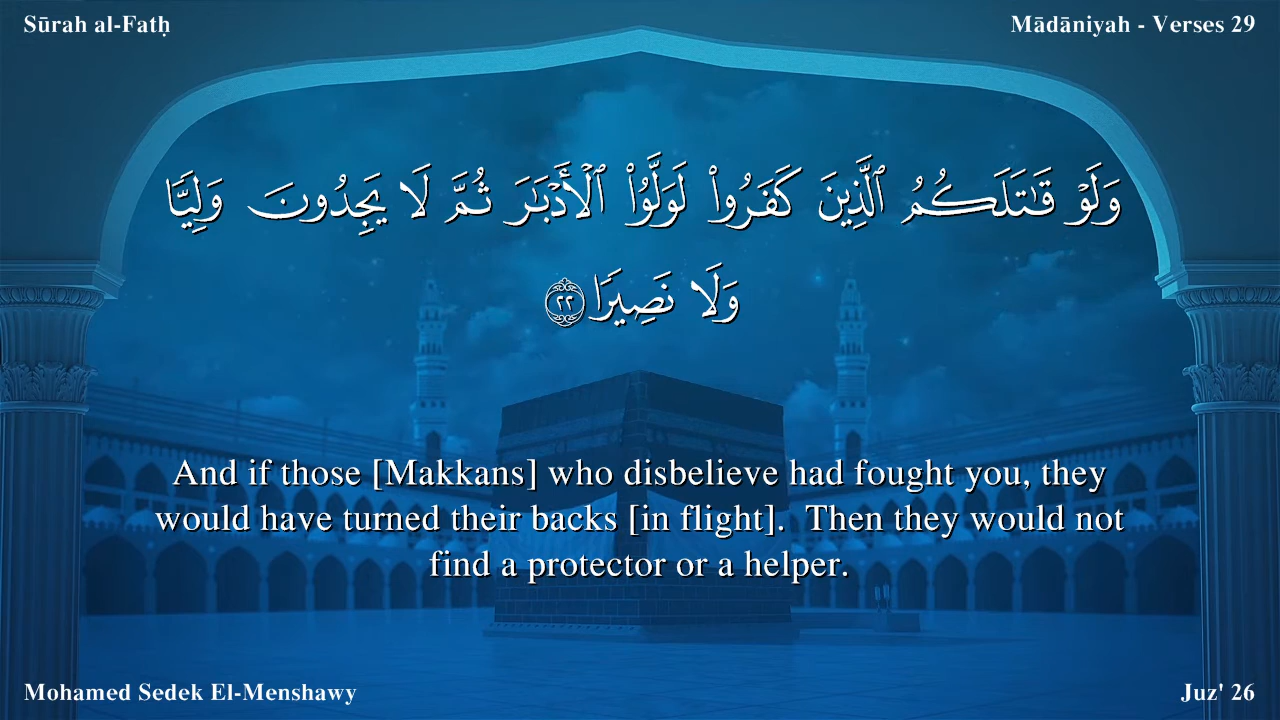 Sūrah al-Fatḥ
Mādāniyah - Verses 29
وَلَوْ قَٰتَلَكُمُ ٱلَّذِينَ كَفَرُوا۟ لَوَلَّوُا۟ ٱلْأَدْبَٰرَ ثُمَّ لَا يَجِدُونَ وَلِيًّا
وَلَا نَصِيرًا ٢٢
And if those [Makkans] who disbelieve had fought you, they
would have turned their backs [in flight].  Then they would not
find a protector or a helper.
Mohamed Sedek El-Menshawy
Juz' 26